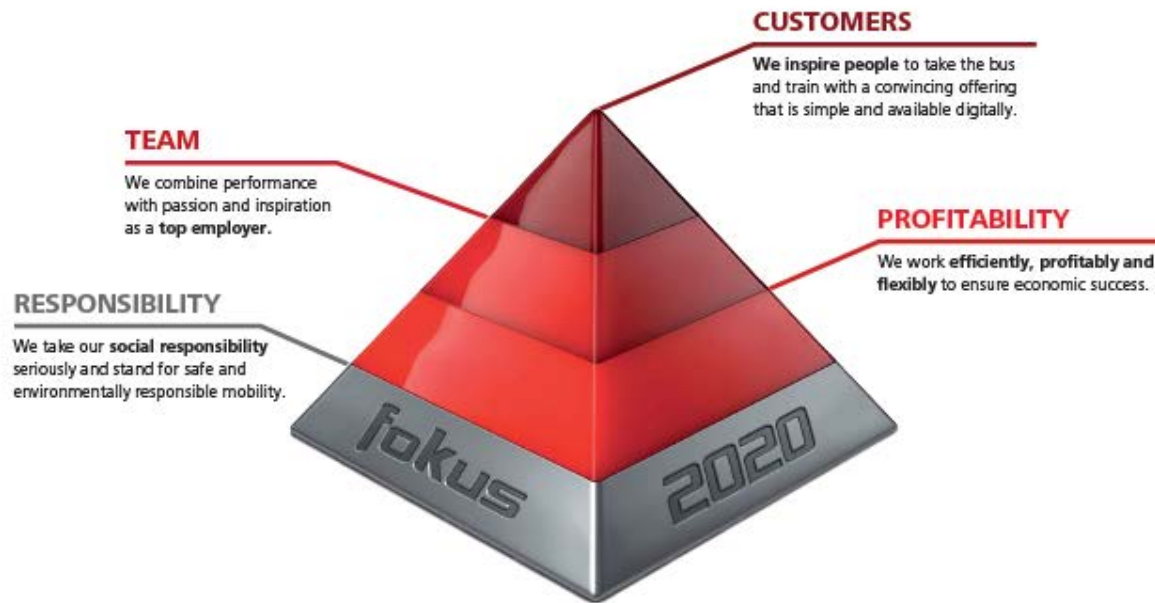 CUSTOMERS
We inspire people to take the bus
and train with a convincing offering
that is simple and available digitally.
TEAM
We combine performance
with passion and inspiration
as a top employer.
PROFITABILITY
We work efficiently, profitably and
flexibly to ensure economic success.
RESPONSIBILITY
We take our social responsibility
seriously and stand for safe and
environmentally responsible mobility.
fokus
2020